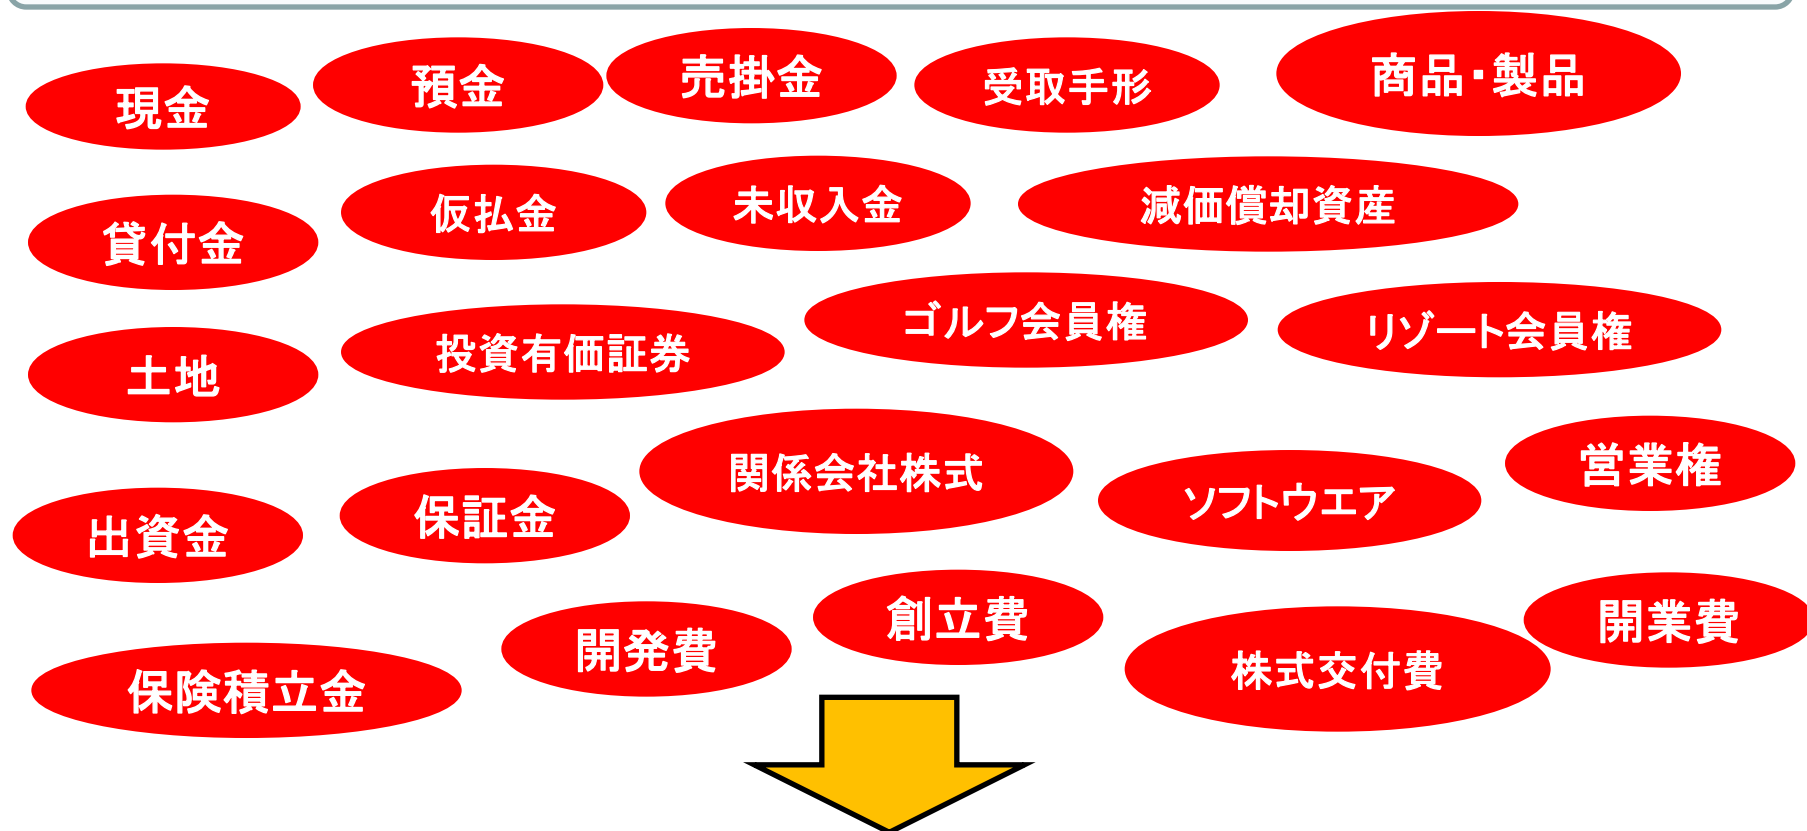 現金
預金
売掛金
受取手形
商品・製品
貸付金
仮払金
未収入金
減価償却資産
土地
投資有価証券
ゴルフ会員権
リゾート会員権
出資金
保証金
関係会社株式
ソフトウエア
営業権
保険積立金
開発費
創立費
株式交付費
開業費